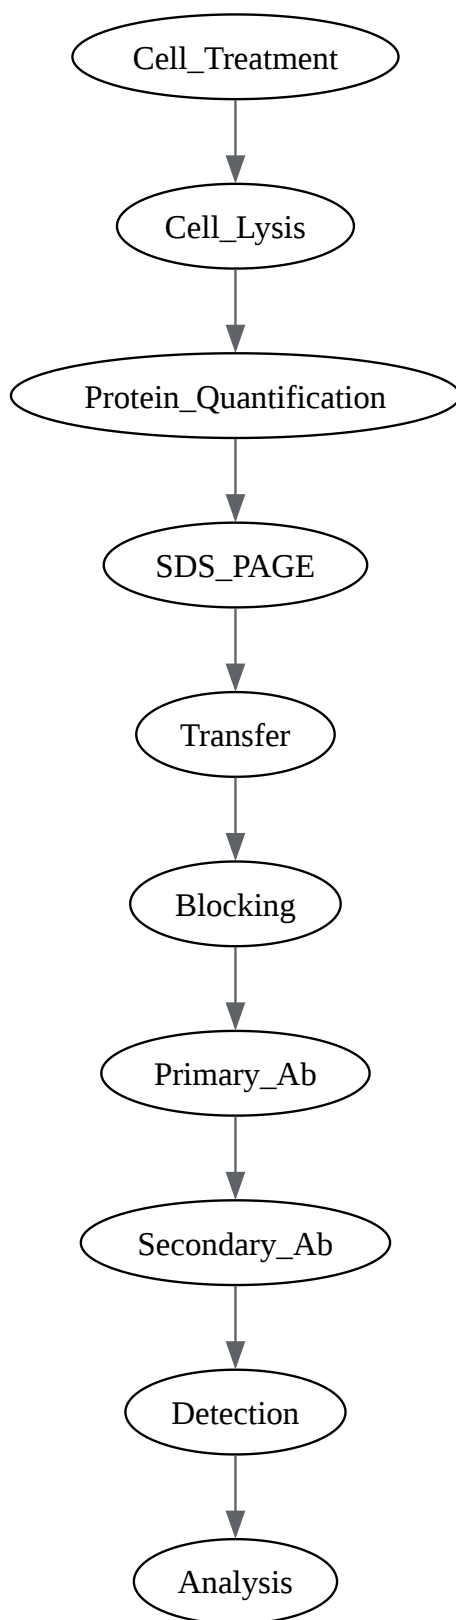 Cell_Treatment
Cell_Lysis
Protein_Quantification
SDS_PAGE
Transfer
Blocking
Primary_Ab
Secondary_Ab
Detection
Analysis